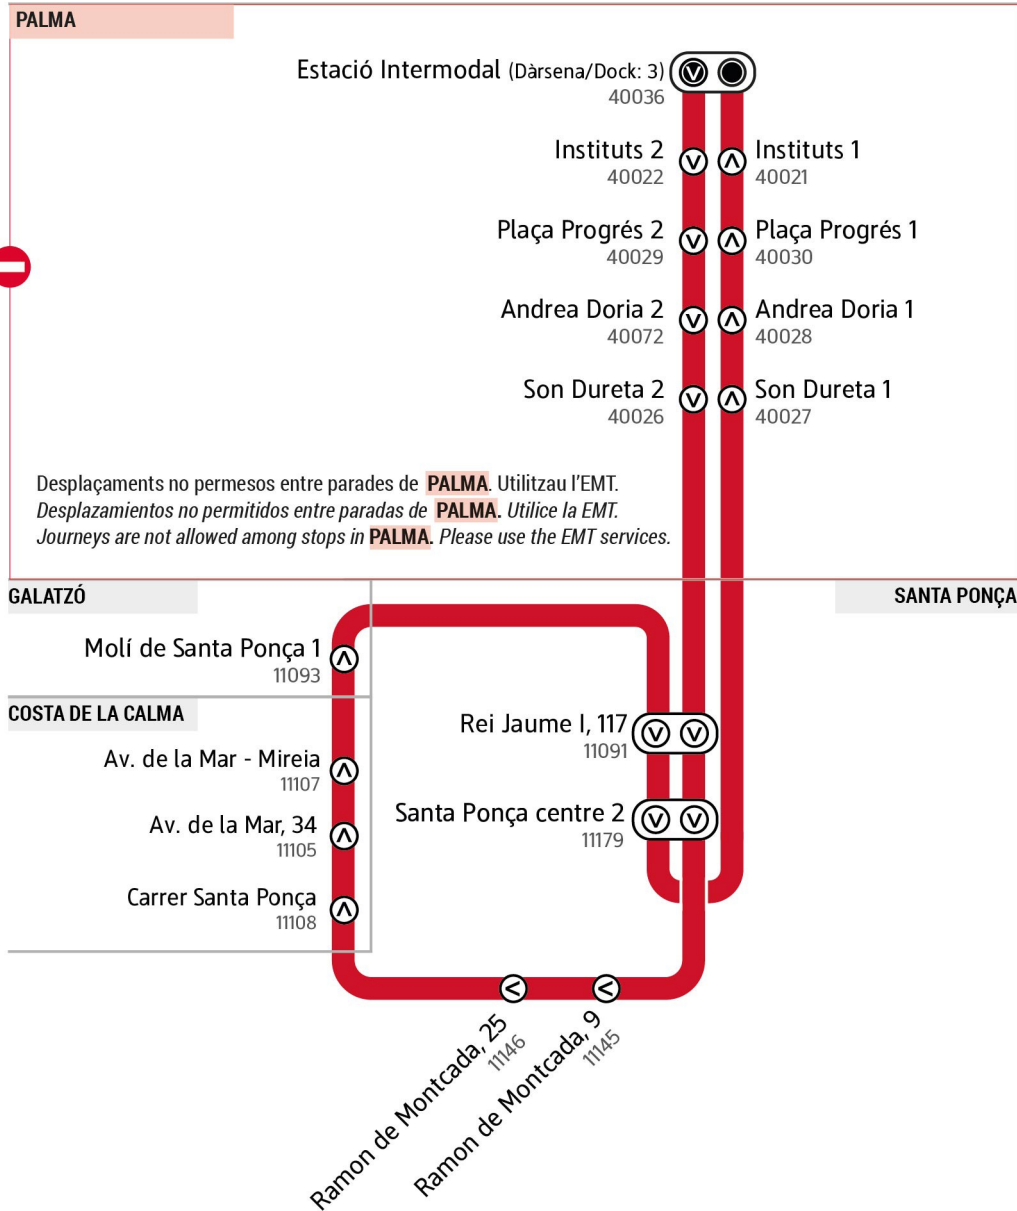 PALMA
Estació Intermodal (Dàrsena/Dock: 3)
40036
Instituts 2
40022
Instituts 1
40021
Plaça Progrés 2
40029
Plaça Progrés 1
40030
Andrea Doria 2
40072
Andrea Doria 1
40028
Son Dureta 2
40026
Son Dureta 1
40027
Desplaçaments no permesos entre parades de PALMA. Utilitzau l'EMT.
Desplazamientos no permitidos entre paradas de PALMA. Utilice la EMT.
Journeys are not allowed among stops in PALMA. Please use the EMT services.
GALATZÓ
SANTA PONÇA
Molí de Santa Ponça 1
11093
COSTA DE LA CALMA
Rei Jaume I, 117
11091
Av. de la Mar - Mireia
11107
Santa Ponça centre 2
11179
Av. de la Mar, 34
11105
Carrer Santa Ponça
11108
Ramon de Montcada, 25
11146
Ramon de Montcada, 9
11145